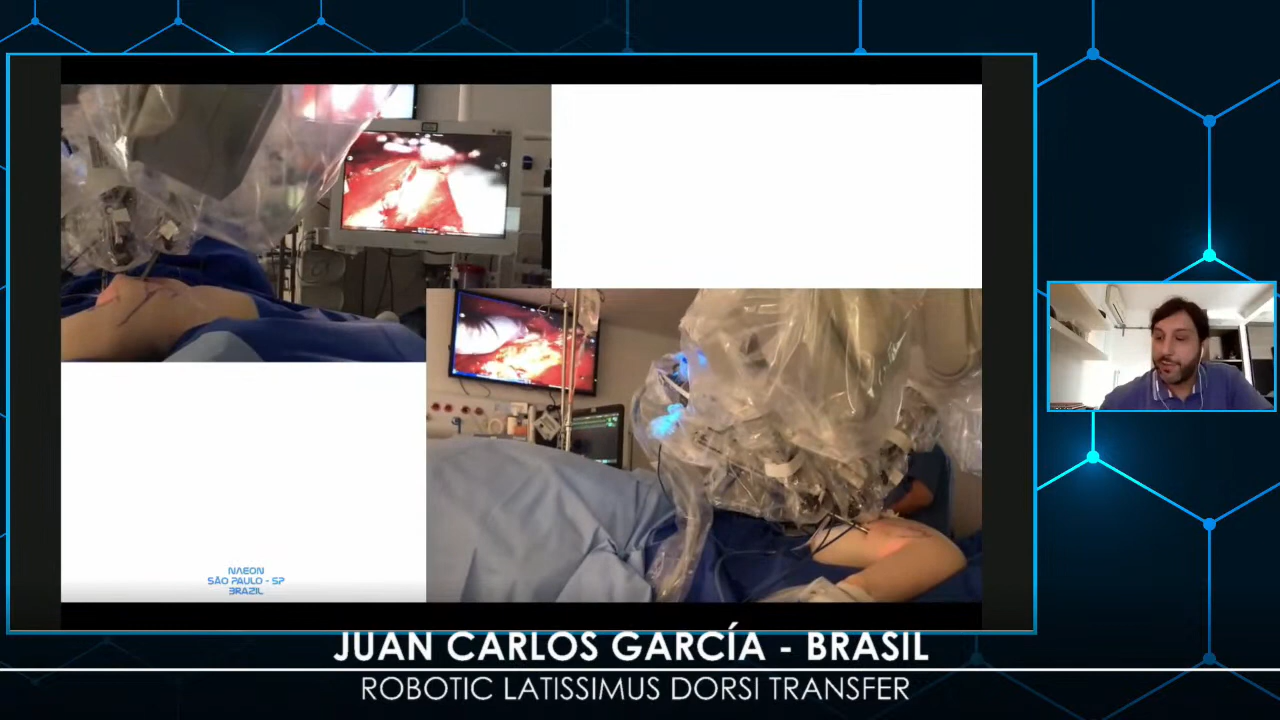 NAEON
SÃO PAULO - SP
BRAZIL
JUAN CARLOS GARCÍA - BRASIL
ROBOTIC LATISSIMUS DORSI TRANSFER